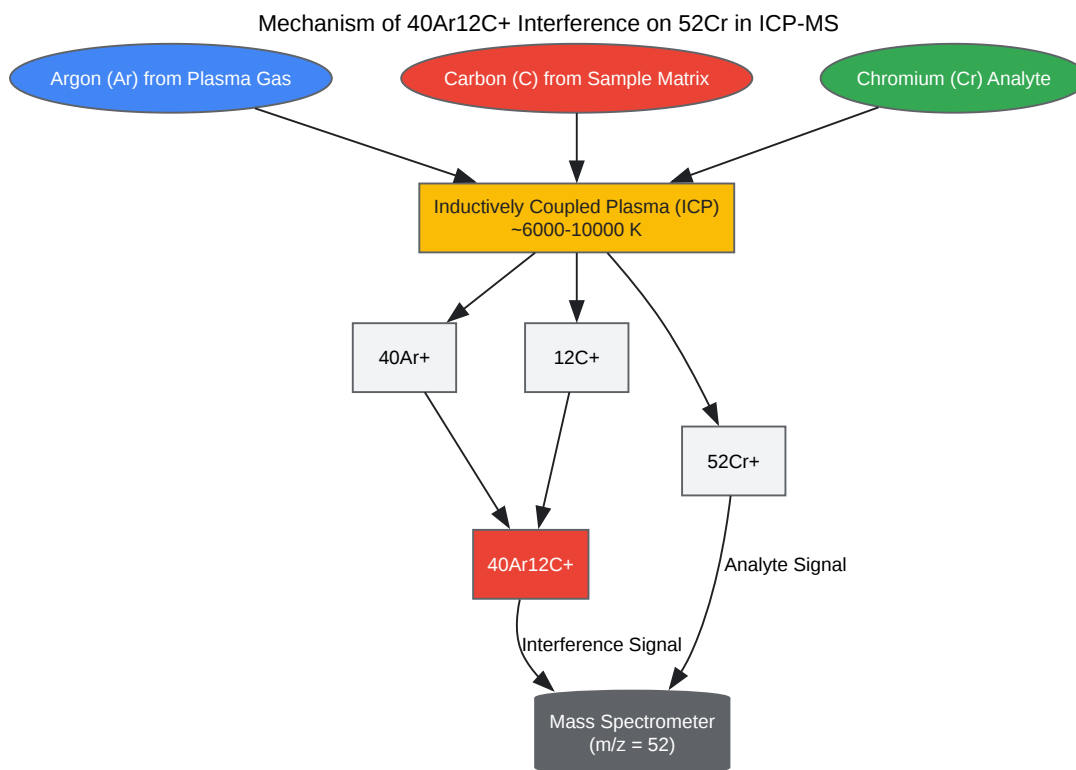 Mechanism of 40Ar12C+ Interference on 52Cr in ICP-MS
Argon (Ar) from Plasma Gas
Carbon (C) from Sample Matrix
Chromium (Cr) Analyte
Inductively Coupled Plasma (ICP)
~6000-10000 K
40Ar+
12C+
52Cr+
40Ar12C+
Analyte Signal
Interference Signal
Mass Spectrometer
(m/z = 52)